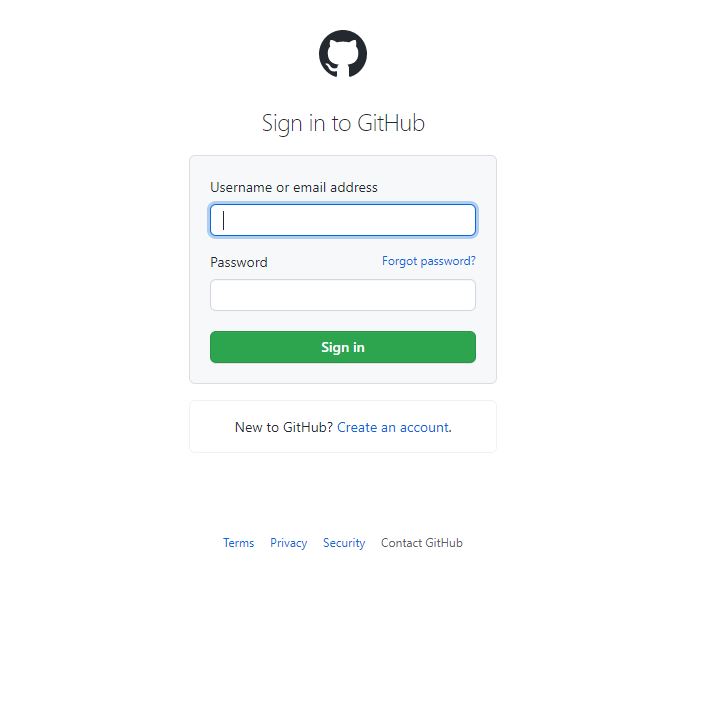 Sign in to GitHub
Username or email address
Password Forgot password?
Sign in
New to GitHub? Create an account.
Terms Privacy Security Contact GitHub